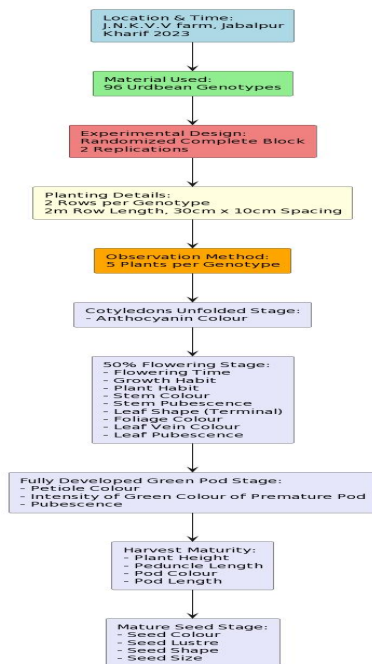 Location & Time:
J.N.K.V.V farm, Jabalpur
Kharif 2023
Material Used:
96 Urdbean Genotypes
Experimental Design:
Randomized Complete Block
2 Replications
Planting Details:
2 Rows per Genotype
2m Row Length, 30cm x 10cm Spacing
Observation Method:
5 Plants per Genotype
Cotyledons Unfolded Stage:
- Anthocyanin Colour
50% Flowering Stage:
- Flowering Time
- Growth Habit
- Plant Habit
- Stem Colour
- Stem Pubescence
- Leaf Shape (Terminal)
- Foliage Colour
- Leaf Vein Colour
- Leaf Pubescence
Fully Developed Green Pod Stage:
- Petiole Colour
- Intensity of Green Colour of Premature Pod
- Pubescence
Harvest Maturity:
- Plant Height
- Peduncle Length
- Pod Colour
- Pod Length
Mature Seed Stage:
- Seed Colour
- Seed Lustre
- Seed Shape
- Seed Size